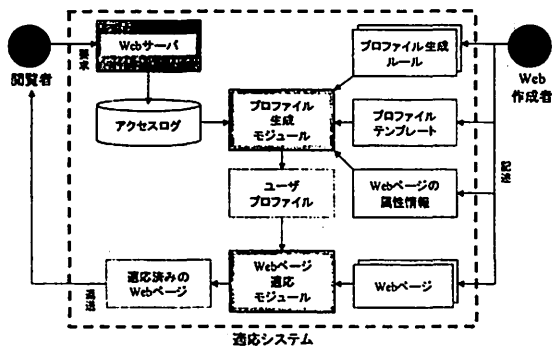 Webサーバ
閲覧者
要求
アクセスログ
プロファイル
生成
モジュール
プロファイル生成
ルール
Web
作成者
プロファイル
テンプレート
Webページの
属性情報
ユーザ
プロファイル
適応済みの
Webページ
Webページ
適応
モジュール
Webページ
適応システム